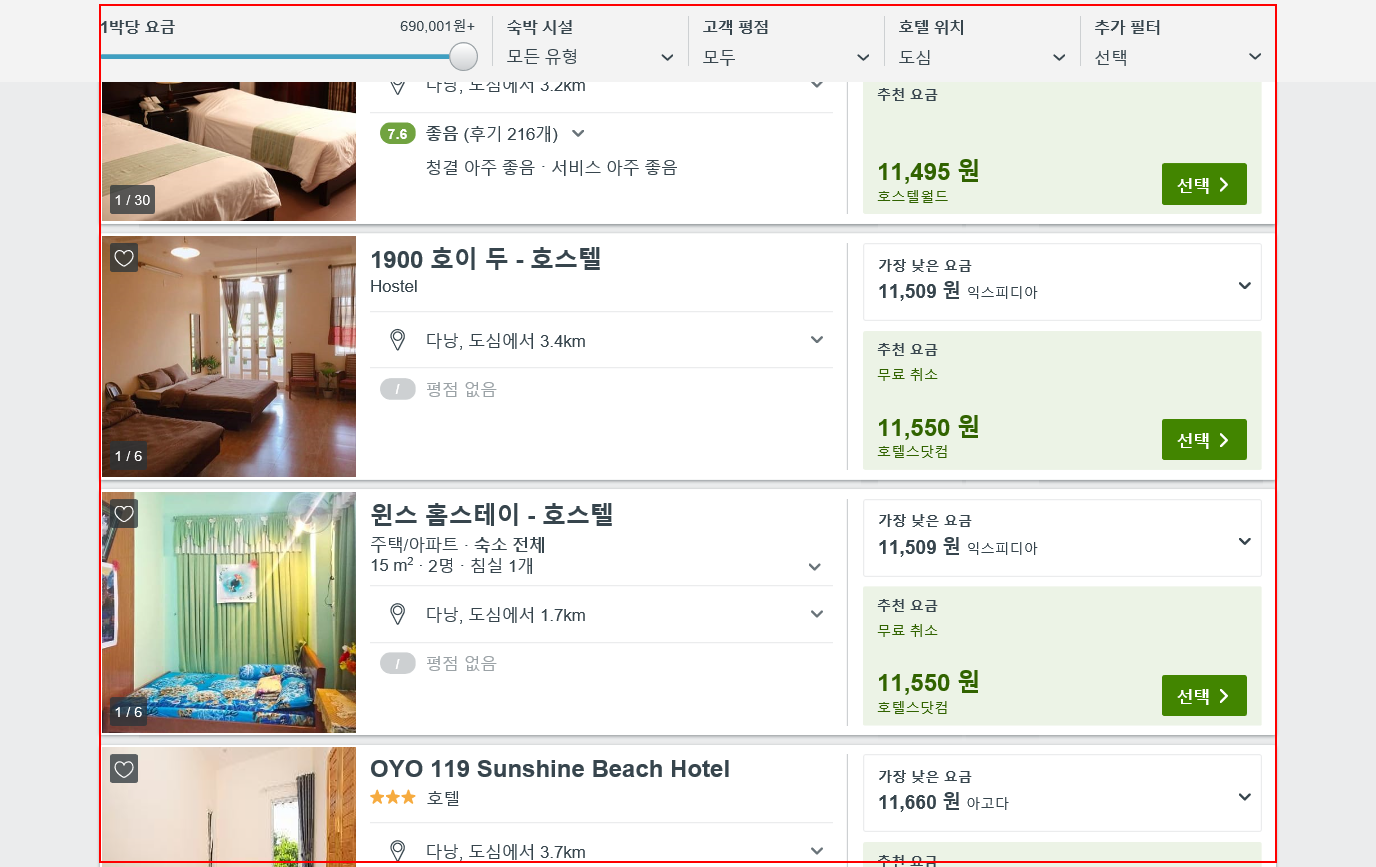 1박당 요금
690,001원+
숙박 시설
모든 유형
고객 평점
모두
호텔 위치
도심
추가 필터
선택
다낭, 도심에서 3.2km
7.6 좋음 (후기 216개)
청결 아주 좋음 · 서비스 아주 좋음
1 / 30
추천 요금
11,495 원
호스텔월드
선택
1900 호이 두 - 호스텔
Hostel
다낭, 도심에서 3.4km
/ 평점 없음
1 / 6
가장 낮은 요금
11,509 원 익스피디아
추천 요금
무료 취소
11,550 원
호텔스닷컴
선택
윈스 홈스테이 - 호스텔
주택/아파트 · 숙소 전체
15 m² · 2명 · 침실 1개
다낭, 도심에서 1.7km
/ 평점 없음
1 / 6
가장 낮은 요금
11,509 원 익스피디아
추천 요금
무료 취소
11,550 원
호텔스닷컴
선택
OYO 119 Sunshine Beach Hotel
호텔
다낭, 도심에서 3.7km
가장 낮은 요금
11,660 원 아고다
추천 요금